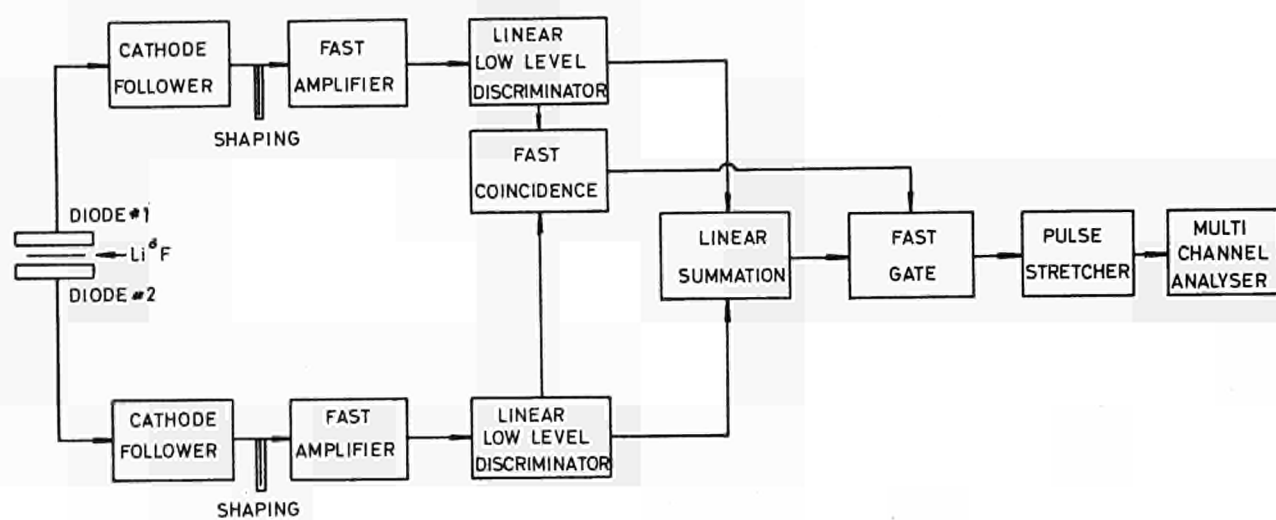 CATHODE
FOLLOWER
SHAPING
FAST
AMPLIFIER
LINEAR
LOW LEVEL
DISCRIMINATOR
FAST
COINCIDENCE
DIODE #1
Li⁶F
DIODE #2
LINEAR
SUMMATION
FAST
GATE
PULSE
STRETCHER
MULTI
CHANNEL
ANALYSER
CATHODE
FOLLOWER
SHAPING
FAST
AMPLIFIER
LINEAR
LOW LEVEL
DISCRIMINATOR